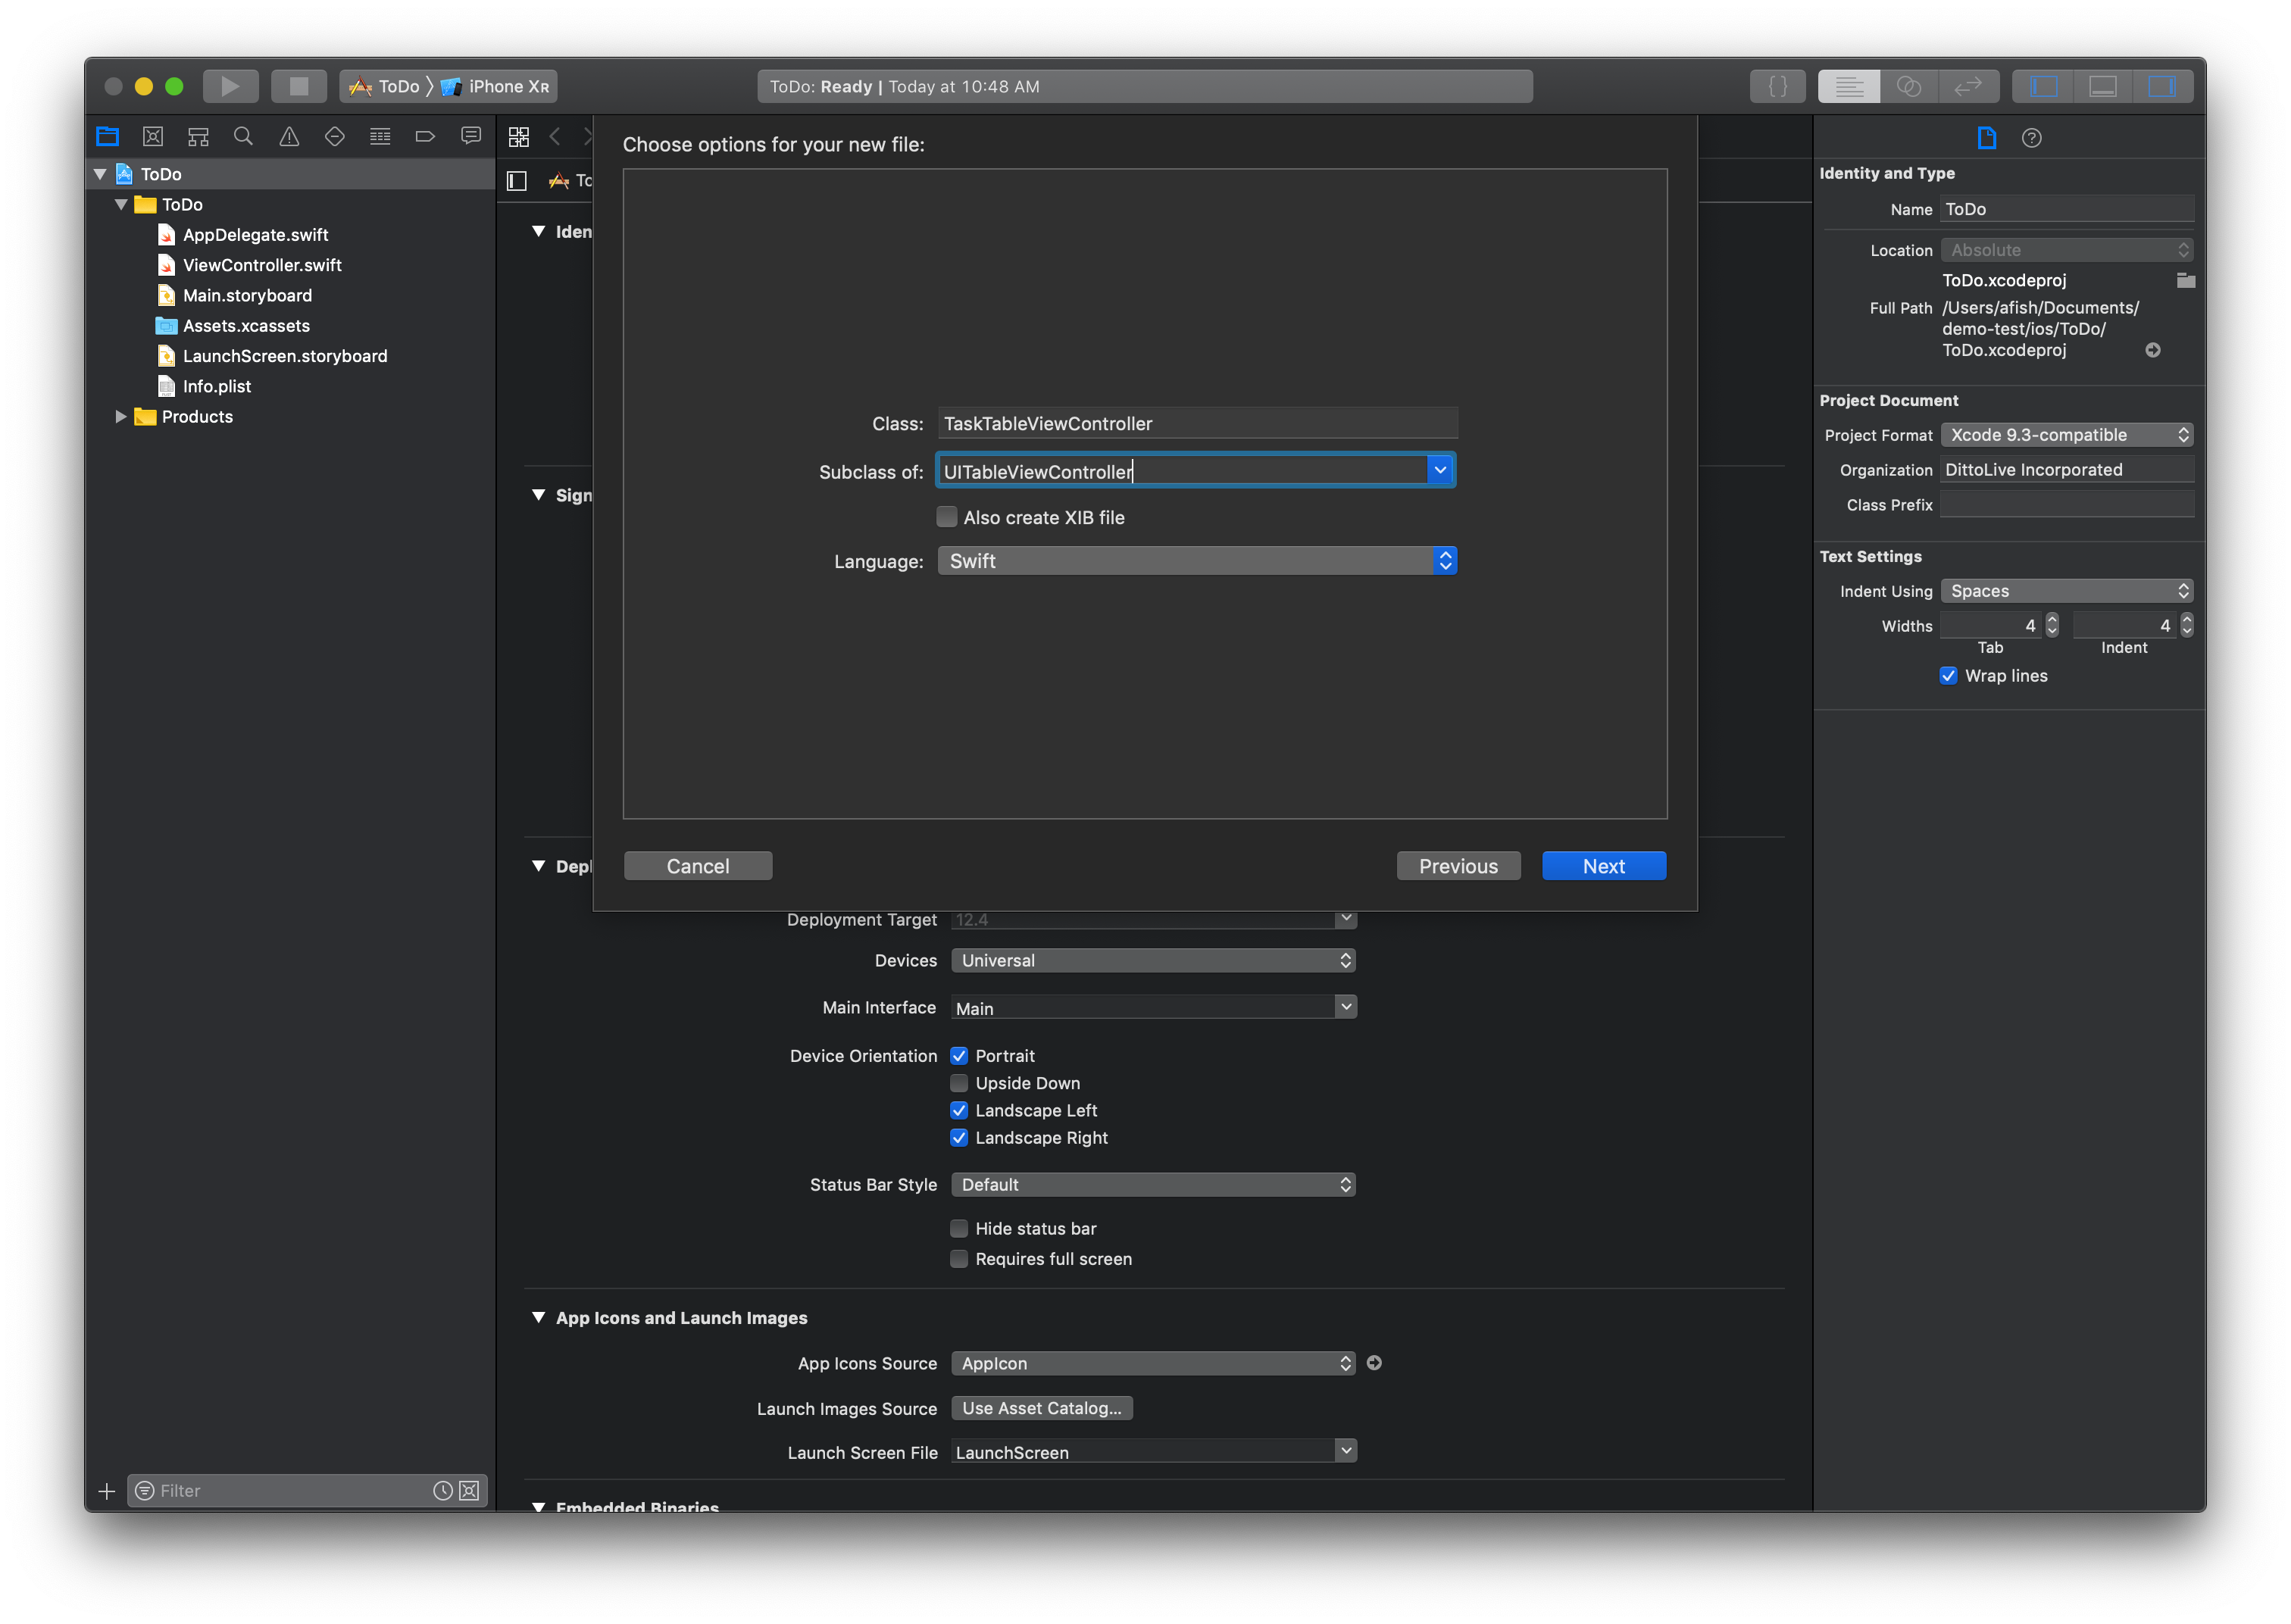 ToDo
iPhone Xʀ
ToDo: Ready | Today at 10:48 AM
ToDo
ToDo
AppDelegate.swift
ViewController.swift
Main.storyboard
Assets.xcassets
LaunchScreen.storyboard
Info.plist
Products
Filter
To
Iden
Sign
Depl
Choose options for your new file:
Class: TaskTableViewController
Subclass of: UITableViewController
Also create XIB file
Language: Swift
Cancel
Previous
Next
Deployment Target 12.4
Devices Universal
Main Interface Main
Device Orientation Portrait
Upside Down
Landscape Left
Landscape Right
Status Bar Style Default
Hide status bar
Requires full screen
App Icons and Launch Images
App Icons Source AppIcon
Launch Images Source Use Asset Catalog...
Launch Screen File LaunchScreen
Embedded Binaries
Identity and Type
Name ToDo
Location Absolute
ToDo.xcodeproj
Full Path /Users/afish/Documents/
demo-test/ios/ToDo/
ToDo.xcodeproj
Project Document
Project Format Xcode 9.3-compatible
Organization DittoLive Incorporated
Class Prefix
Text Settings
Indent Using Spaces
Widths 4 4
Tab Indent
Wrap lines